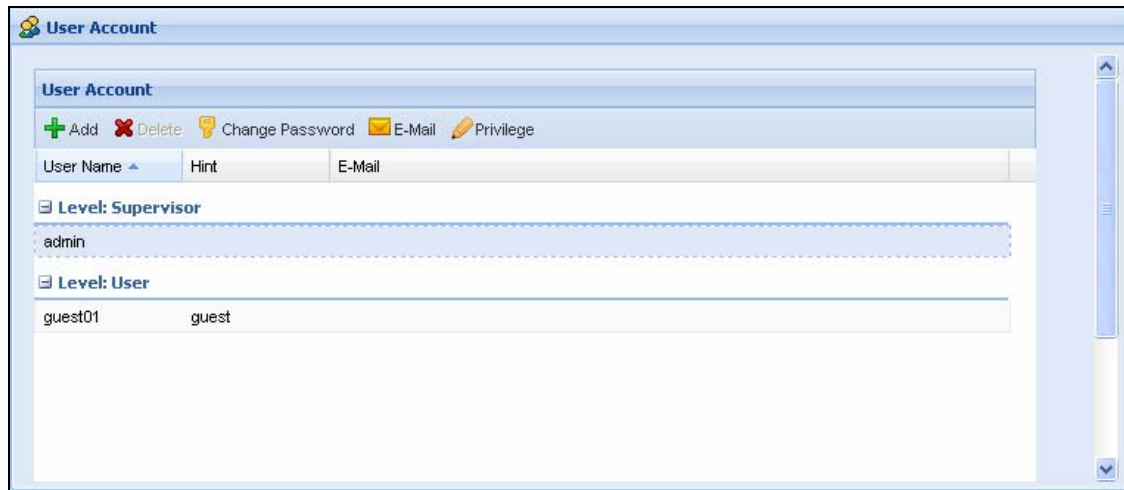 User Account
User Account
Add Delete Change Password E-Mail Privilege
User Name Hint E-Mail
Level: Supervisor
admin
Level: User
guest01 guest